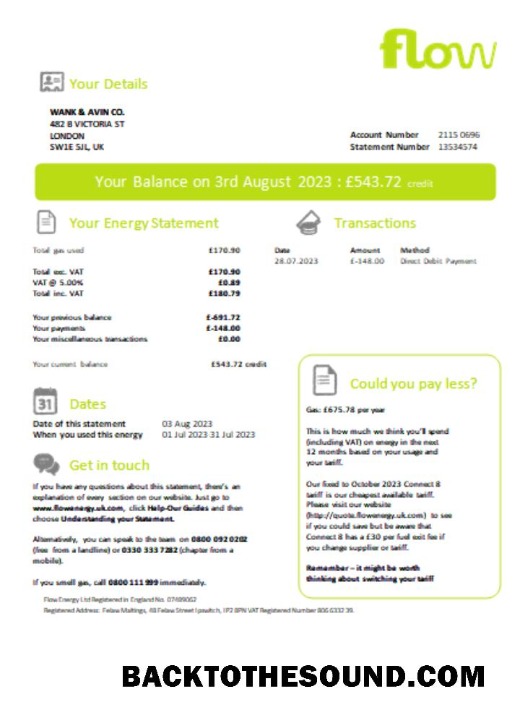 flow
Your Details
WANK & AVIN CO.
482 B VICTORIA ST
LONDON
SW1E 5JL, UK
Account Number 2115 0696
Statement Number 13534574
Your Balance on 3rd August 2023 : £543.72 credit
Your Energy Statement
Total gas used £170.90
Total exc. VAT £170.90
VAT @ 5.00% £0.89
Total inc. VAT £180.79
Your previous balance £-691.72
Your payments £-148.00
Your miscellaneous transactions £0.00
Your current balance £543.72 credit
Transactions
Date Amount Method
28.07.2023 £-148.00 Direct Debit Payment
31 Dates
Date of this statement 03 Aug 2023
When you used this energy 01 Jul 2023 31 Jul 2023
Get in touch
If you have any questions about this statement, there's an
explanation of every section on our website. Just go to
www.flowenergy.uk.com, click Help-Our Guides and then
choose Understanding your Statement.
Alternatively, you can speak to the team on 0800 092 0202
(free from a landline) or 0330 333 7282 (chapter from a
mobile).
If you smell gas, call 0800 111 999 immediately.
Could you pay less?
Gas: £675.78 per year
This is how much we think you'll spend
(including VAT) on energy in the next
12 months based on your usage and
your tariff.
Our fixed to October 2023 Connect 8
tariff is our cheapest available tariff.
Please visit our website
(http://quote.flowenergy.uk.com) to see
if you could save but be aware that
Connect 8 has a £30 per fuel exit fee if
you change supplier or tariff.
Remember – it might be worth
thinking about switching your tariff
Flow Energy Ltd Registered in England No. 07489062
Registered Address: Felaw Maltings, 48 Felaw Street Ipswich, IP2 8PN VAT Registered Number 806 6332 39.
BACKTOTHESOUND.COM